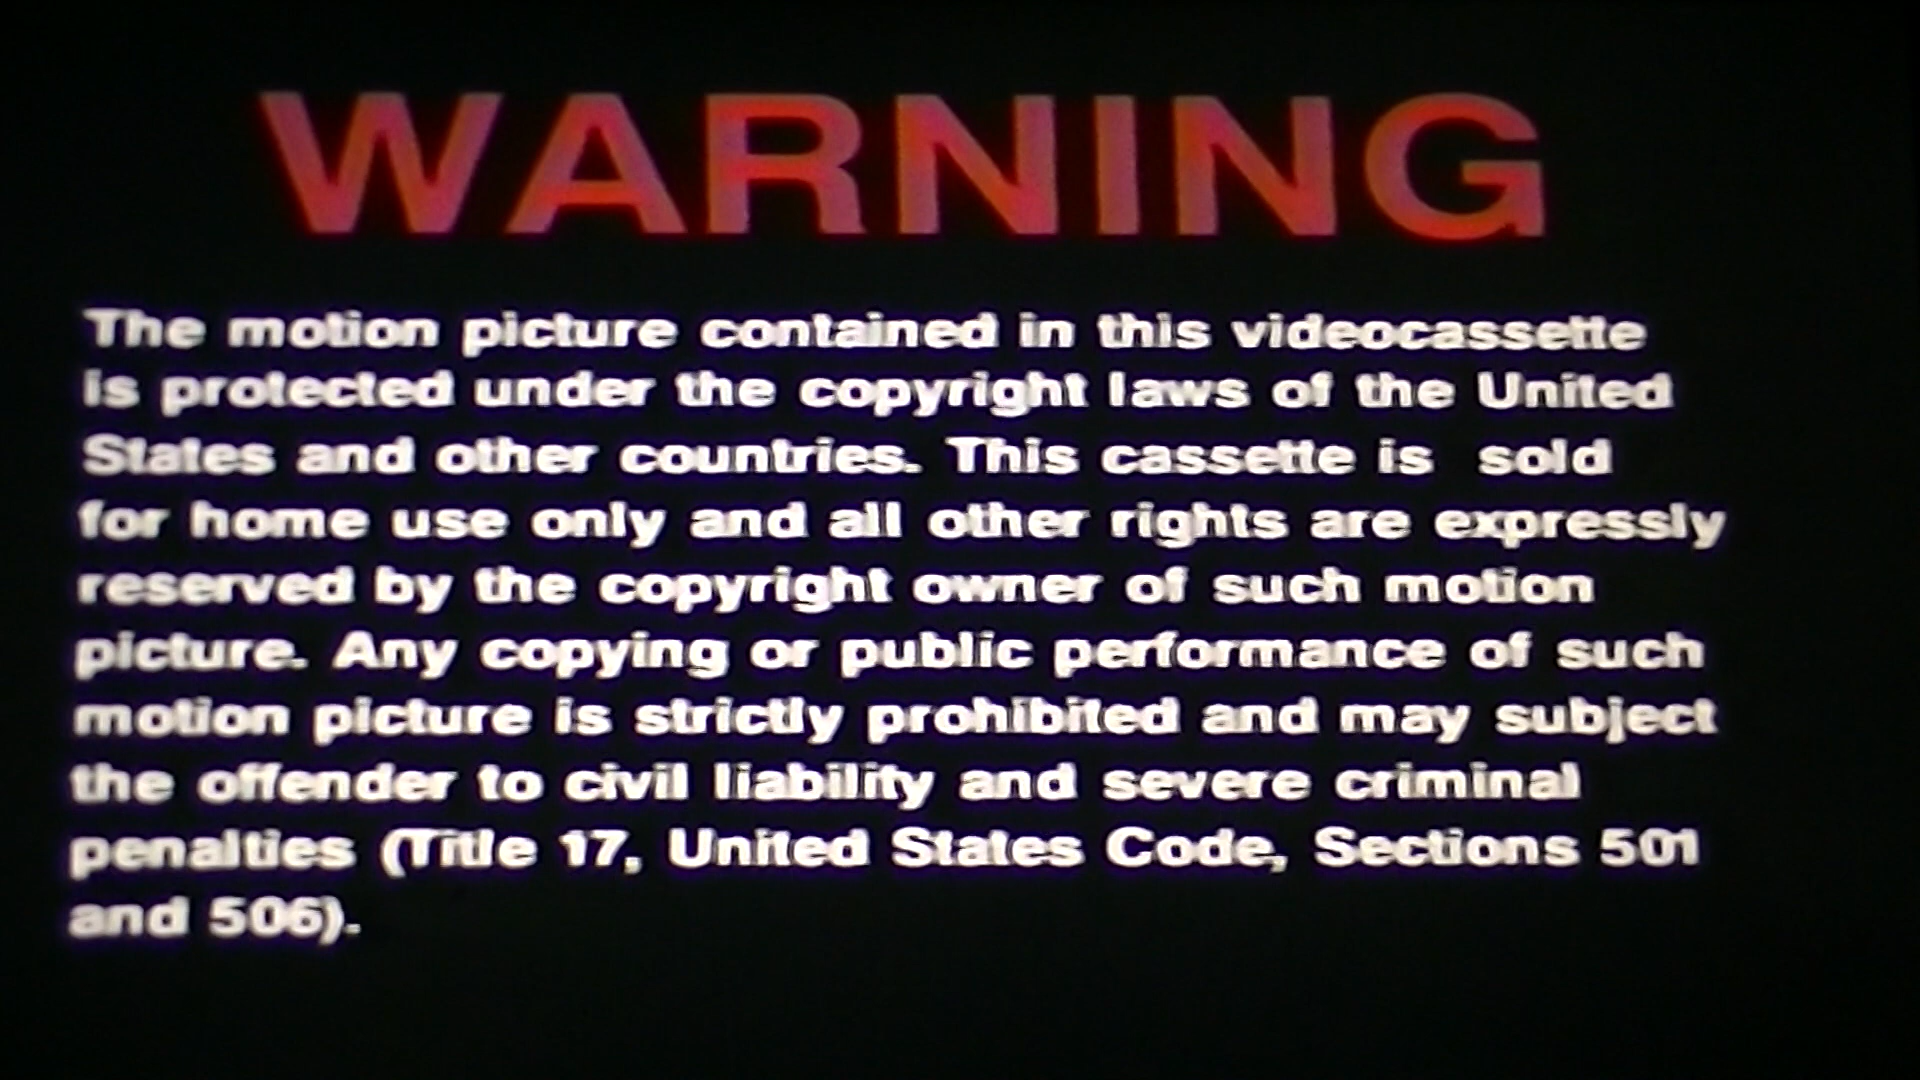 WARNING
The motion picture contained in this videocassette
is protected under the copyright laws of the United
States and other countries. This cassette is sold
for home use only and all other rights are expressly
reserved by the copyright owner of such motion
picture. Any copying or public performance of such
motion picture is strictly prohibited and may subject
the offender to civil liability and severe criminal
penalties (Title 17, United States Code, Sections 501
and 506).